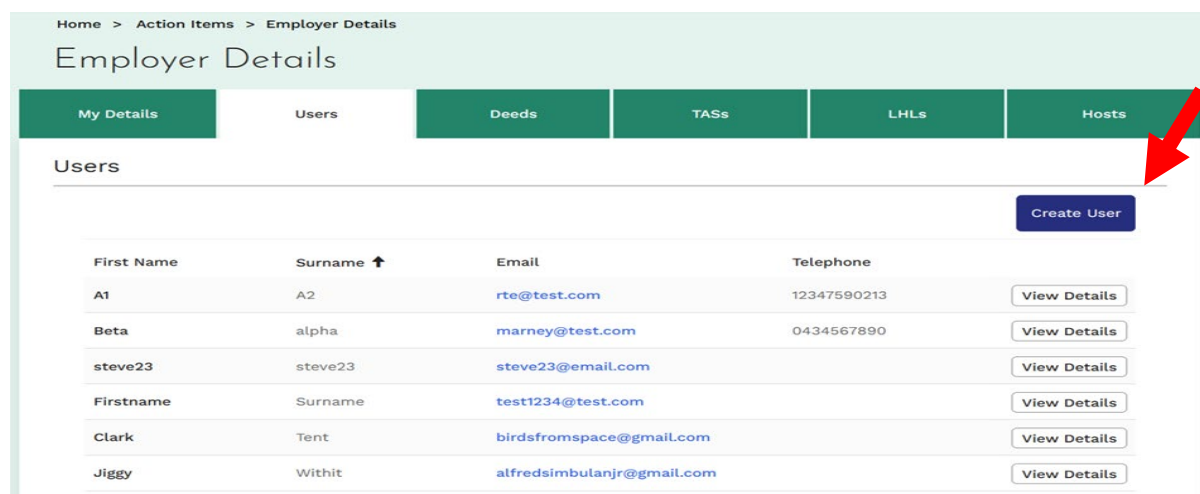 Home > Action Items > Employer Details
Employer Details
My Details Users Deeds TASs LHLs Hosts
Users
Create User
First Name Surname ↑ Email Telephone
A1 A2 rte@test.com 12347590213 View Details
Beta alpha marney@test.com 0434567890 View Details
steve23 steve23 steve23@email.com View Details
Firstname Surname test1234@test.com View Details
Clark Tent birdsfromspace@gmail.com View Details
Jiggy Withit alfredsimbulanjr@gmail.com View Details